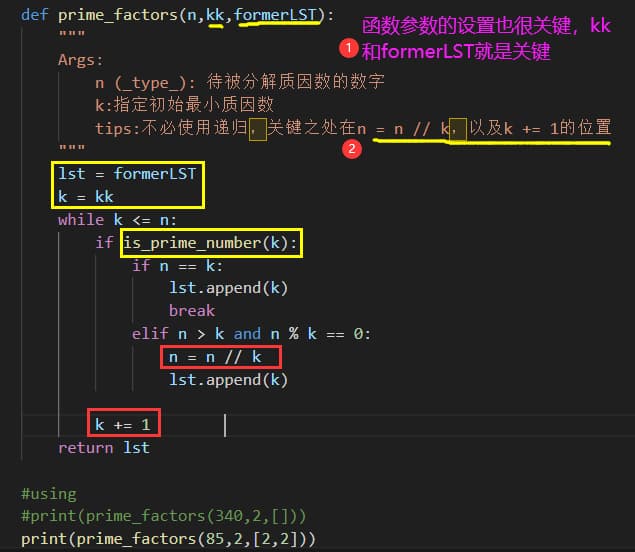 def prime_factors(n,kk,formerLST):
函数参数的设置也很关键，kk
"""
1 和formerLST就是关键
Args:
n (_type_): 待被分解质因数的数字
k:指定初始最小质因数
tips:不必使用递归，关键之处在n = n // k，以及k += 1的位置
"""
2
lst = formerLST
k = kk
while k <= n:
if is_prime_number(k):
if n == k:
lst.append(k)
break
elif n > k and n % k == 0:
n = n // k
lst.append(k)
k += 1
return lst
#using
#print(prime_factors(340,2,[]))
print(prime_factors(85,2,[2,2]))